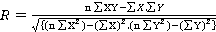 R = n ∑ XY − ∑ X. ∑ Y / √{(n ∑ X²) − (∑ X)² .(n ∑ Y²) − (∑ Y)²}